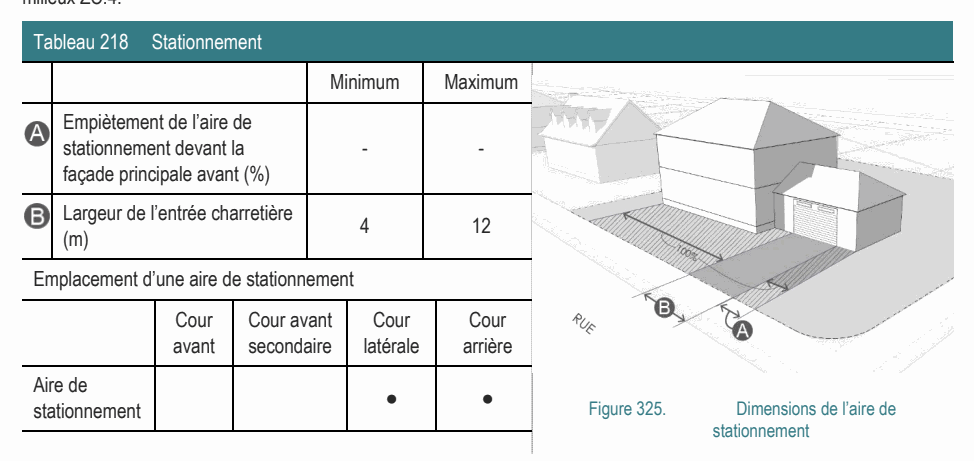 Tableau 218 Stationnement
Minimum Maximum
A Empiètement de l'aire de
stationnement devant la
façade principale avant (%) - -
B Largeur de l'entrée charretière
(m) 4 12
Emplacement d'une aire de stationnement
Cour
avant
Cour avant
secondaire
Cour
latérale
Cour
arrière
Aire de
stationnement ● ●
100%
B
A
RUE
Figure 325. Dimensions de l'aire de
stationnement